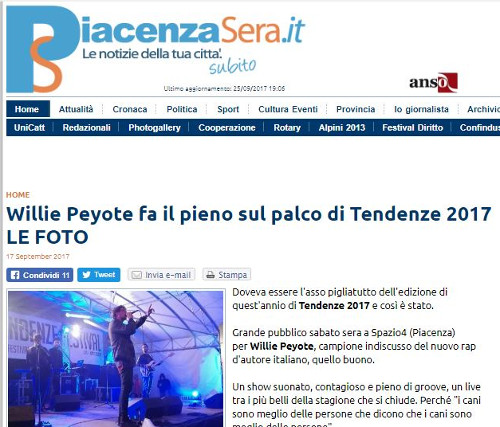 PiacenzaSera.it
Le notizie della tua citta'.
subito
Ultimo aggiornamento: 25/09/2017 19:05
anso
Home Attualità Cronaca Politica Sport Cultura Eventi Provincia Io giornalista Archivio
UniCatt Redazionali Photogallery Cooperazione Rotary Alpini 2013 Festival Diritto Confindus
HOME
Willie Peyote fa il pieno sul palco di Tendenze 2017
LE FOTO
17 September 2017
Condividi 11 Tweet Invia e-mail Stampa
Doveva essere l'asso pigliatutto dell'edizione di
quest'anno di Tendenze 2017 e così è stato.
Grande pubblico sabato sera a Spazio4 (Piacenza)
per Willie Peyote, campione indiscusso del nuovo rap
d'autore italiano, quello buono.
Un show suonato, contagioso e pieno di groove, un live
tra i più belli della stagione che si chiude. Perché "i cani
sono meglio delle persone che dicono che i cani sono
meglio delle persone"